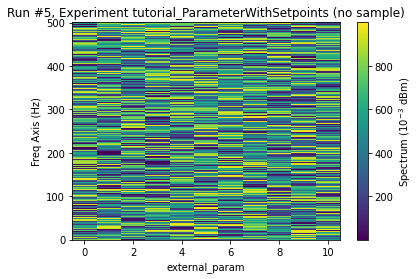 Run #5, Experiment tutorial_ParameterWithSetpoints (no sample)
500
400
300
200
100
0
Freq Axis (Hz)
0 2 4 6 8 10
external_param
800
600
400
200
Spectrum (10⁻³ dBm)